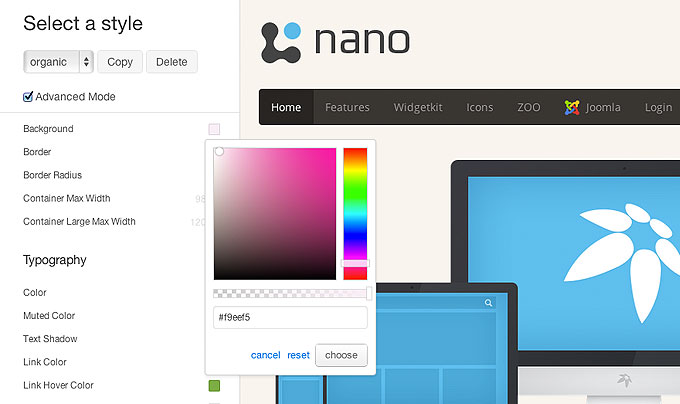 Select a style
organic Copy Delete
Advanced Mode
Background
Border
Border Radius
Container Max Width 98
Container Large Max Width 120
Typography
Color
Muted Color
Text Shadow
Link Color
Link Hover Color
#f9eef5
cancel reset choose
nano
Home Features Widgetkit Icons ZOO Joomla Login